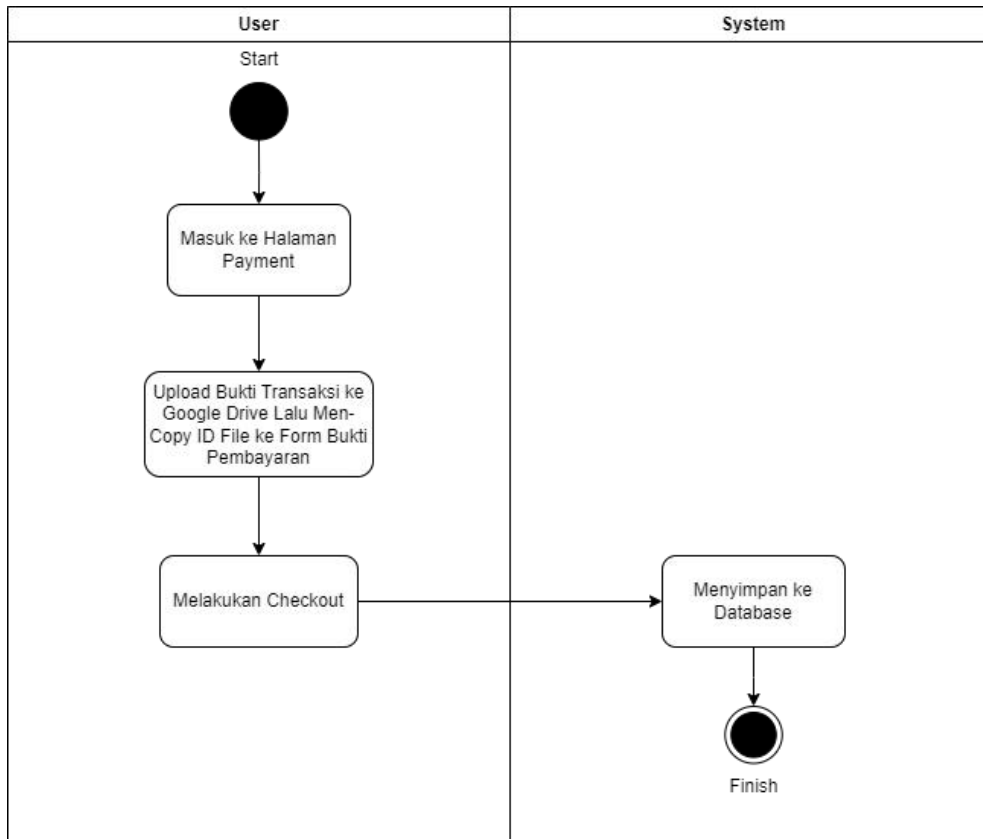 User
System
Start
Masuk ke Halaman
Payment
Upload Bukti Transaksi ke
Google Drive Lalu Men-
Copy ID File ke Form Bukti
Pembayaran
Melakukan Checkout
Menyimpan ke
Database
Finish